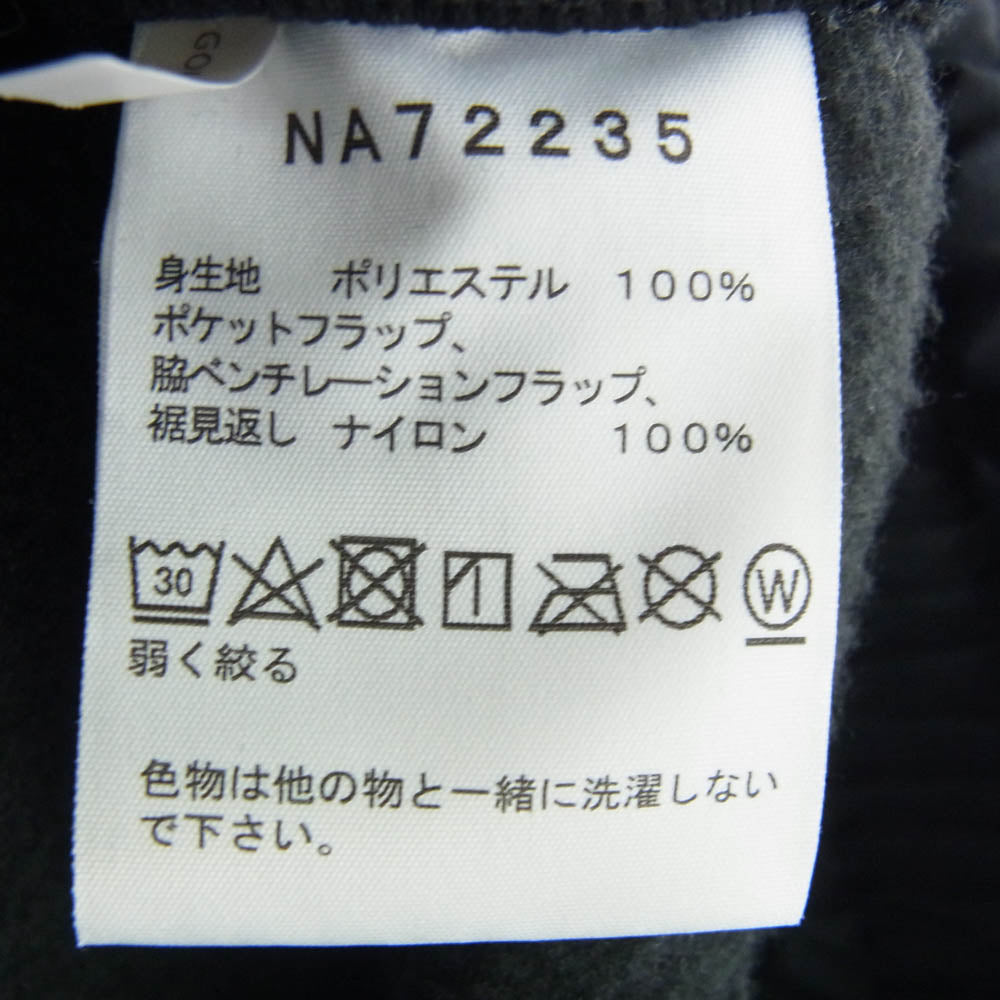 GO
NA72235
身生地 ポリエステル 100%
ポケットフラップ、
脇ベンチレーションフラップ、
裾見返し ナイロン 100%
30 W
弱く絞る
色物は他の物と一緒に洗濯しない
で下さい。